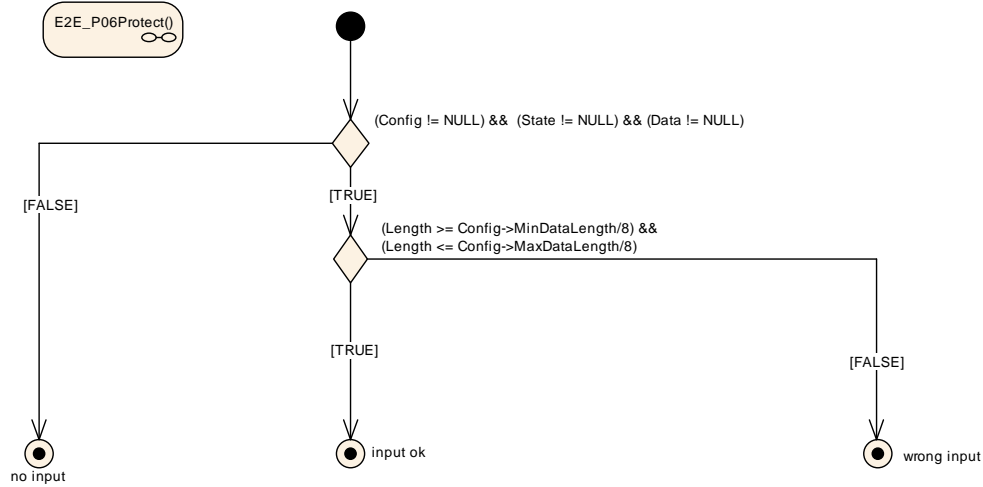 E2E_P06Protect()
(Config != NULL) && (State != NULL) && (Data != NULL)
[FALSE]
[TRUE]
(Length >= Config->MinDataLength/8) &&
(Length <= Config->MaxDataLength/8)
[TRUE]
[FALSE]
input ok
wrong input
no input